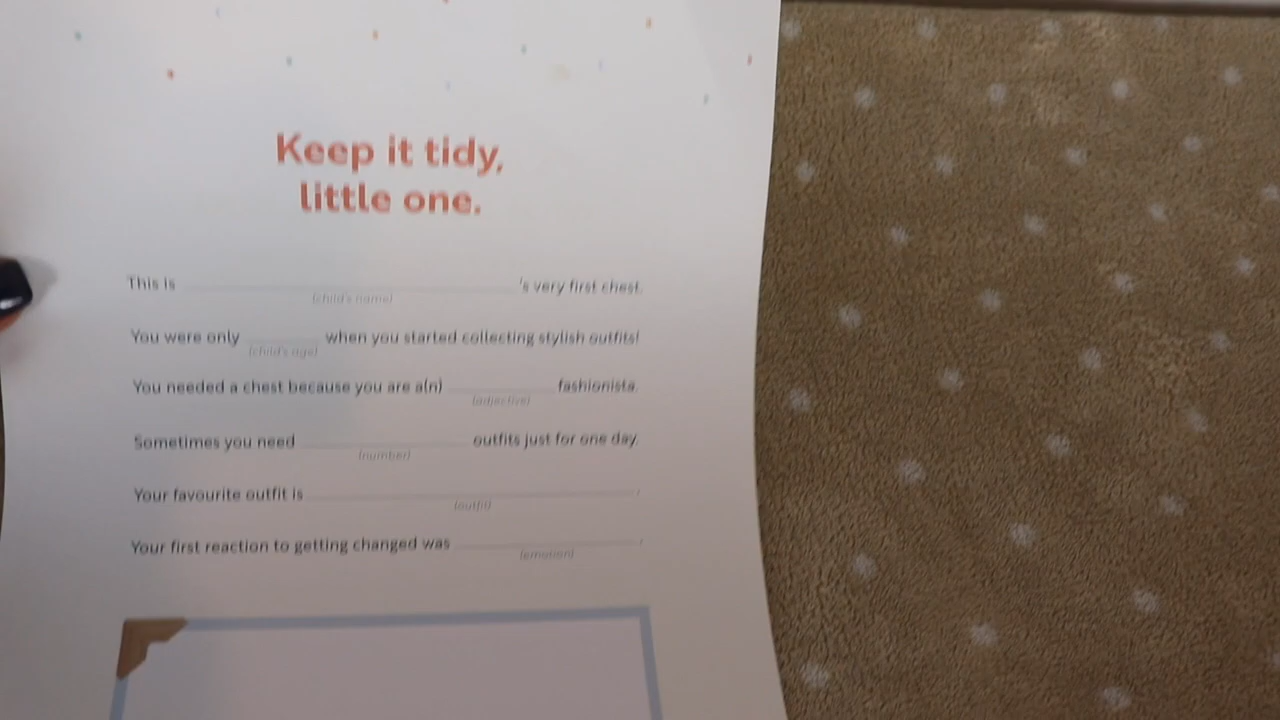 Keep it tidy,
little one.
This is 's very first chest.
(child's name)
You were only when you started collecting stylish outfits!
(child's age)
You needed a chest because you are a(n) fashionista.
(adjective)
Sometimes you need outfits just for one day.
(number)
Your favourite outfit is .
(outfit)
Your first reaction to getting changed was .
(emotion)